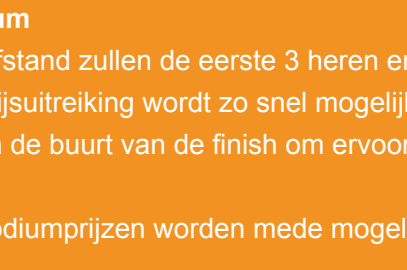 um
fstand zullen de eerste 3 heren en
ijsuitreiking wordt zo snel mogelijk
de buurt van de finish om ervoor
odiumprijzen worden mede mogel